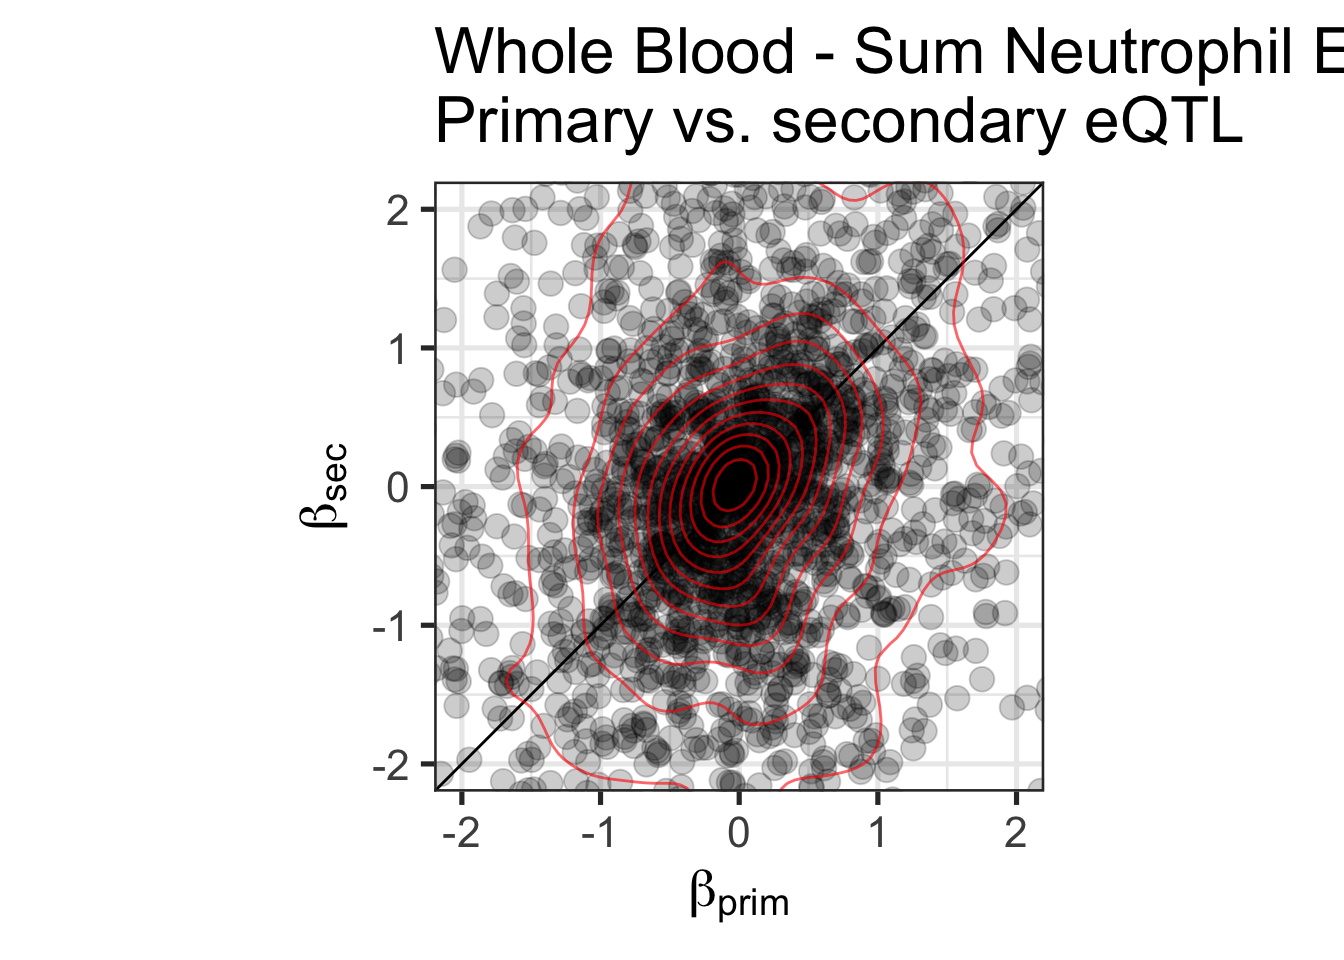 Whole Blood - Sum Neutrophil E
Primary vs. secondary eQTL
2
1
0
-1
-2
βsec
-2 -1 0 1 2
βprim